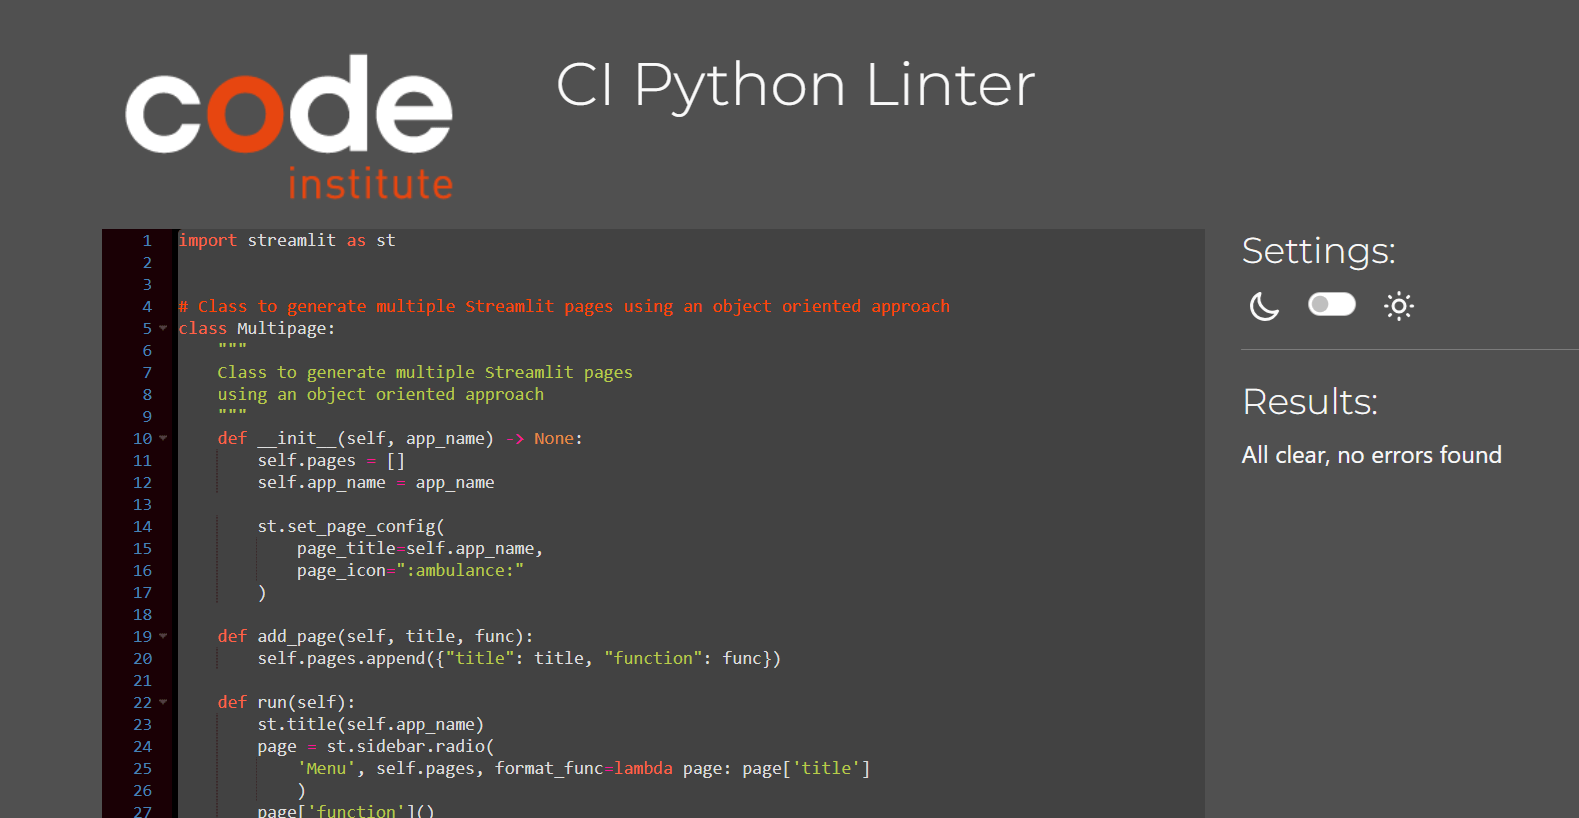 code
institute
CI Python Linter
1 import streamlit as st
2
3
4 # Class to generate multiple Streamlit pages using an object oriented approach
5 class Multipage:
6     """
7     Class to generate multiple Streamlit pages
8     using an object oriented approach
9     """
10     def __init__(self, app_name) -> None:
11         self.pages = []
12         self.app_name = app_name
13
14         st.set_page_config(
15             page_title=self.app_name,
16             page_icon=":ambulance:"
17         )
18
19     def add_page(self, title, func):
20         self.pages.append({"title": title, "function": func})
21
22     def run(self):
23         st.title(self.app_name)
24         page = st.sidebar.radio(
25             'Menu', self.pages, format_func=lambda page: page['title']
26             )
27         page['function']()
Settings:
Results:
All clear, no errors found